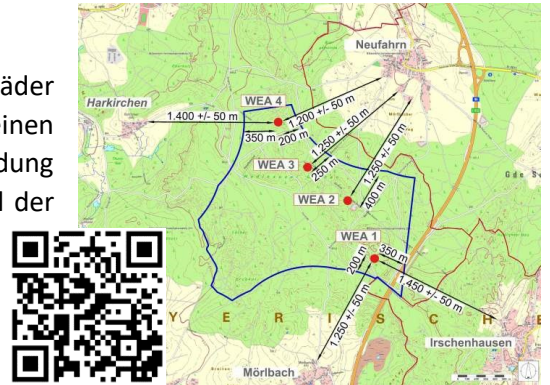 äder
einen
dung
l der
Neufahrn
Harkirchen
WEA 4
1.400 +/- 50 m
1.200 +/- 50 m
350 m
200 m
WEA 3
1.250 +/- 50 m
250 m
WEA 2
1.250 +/- 50 m
400 m
WEA 1
350 m
200 m
1.450 +/- 50 m
1.250 +/- 50 m
Y E R I S C H E
Irschenhausen
Mörlbach